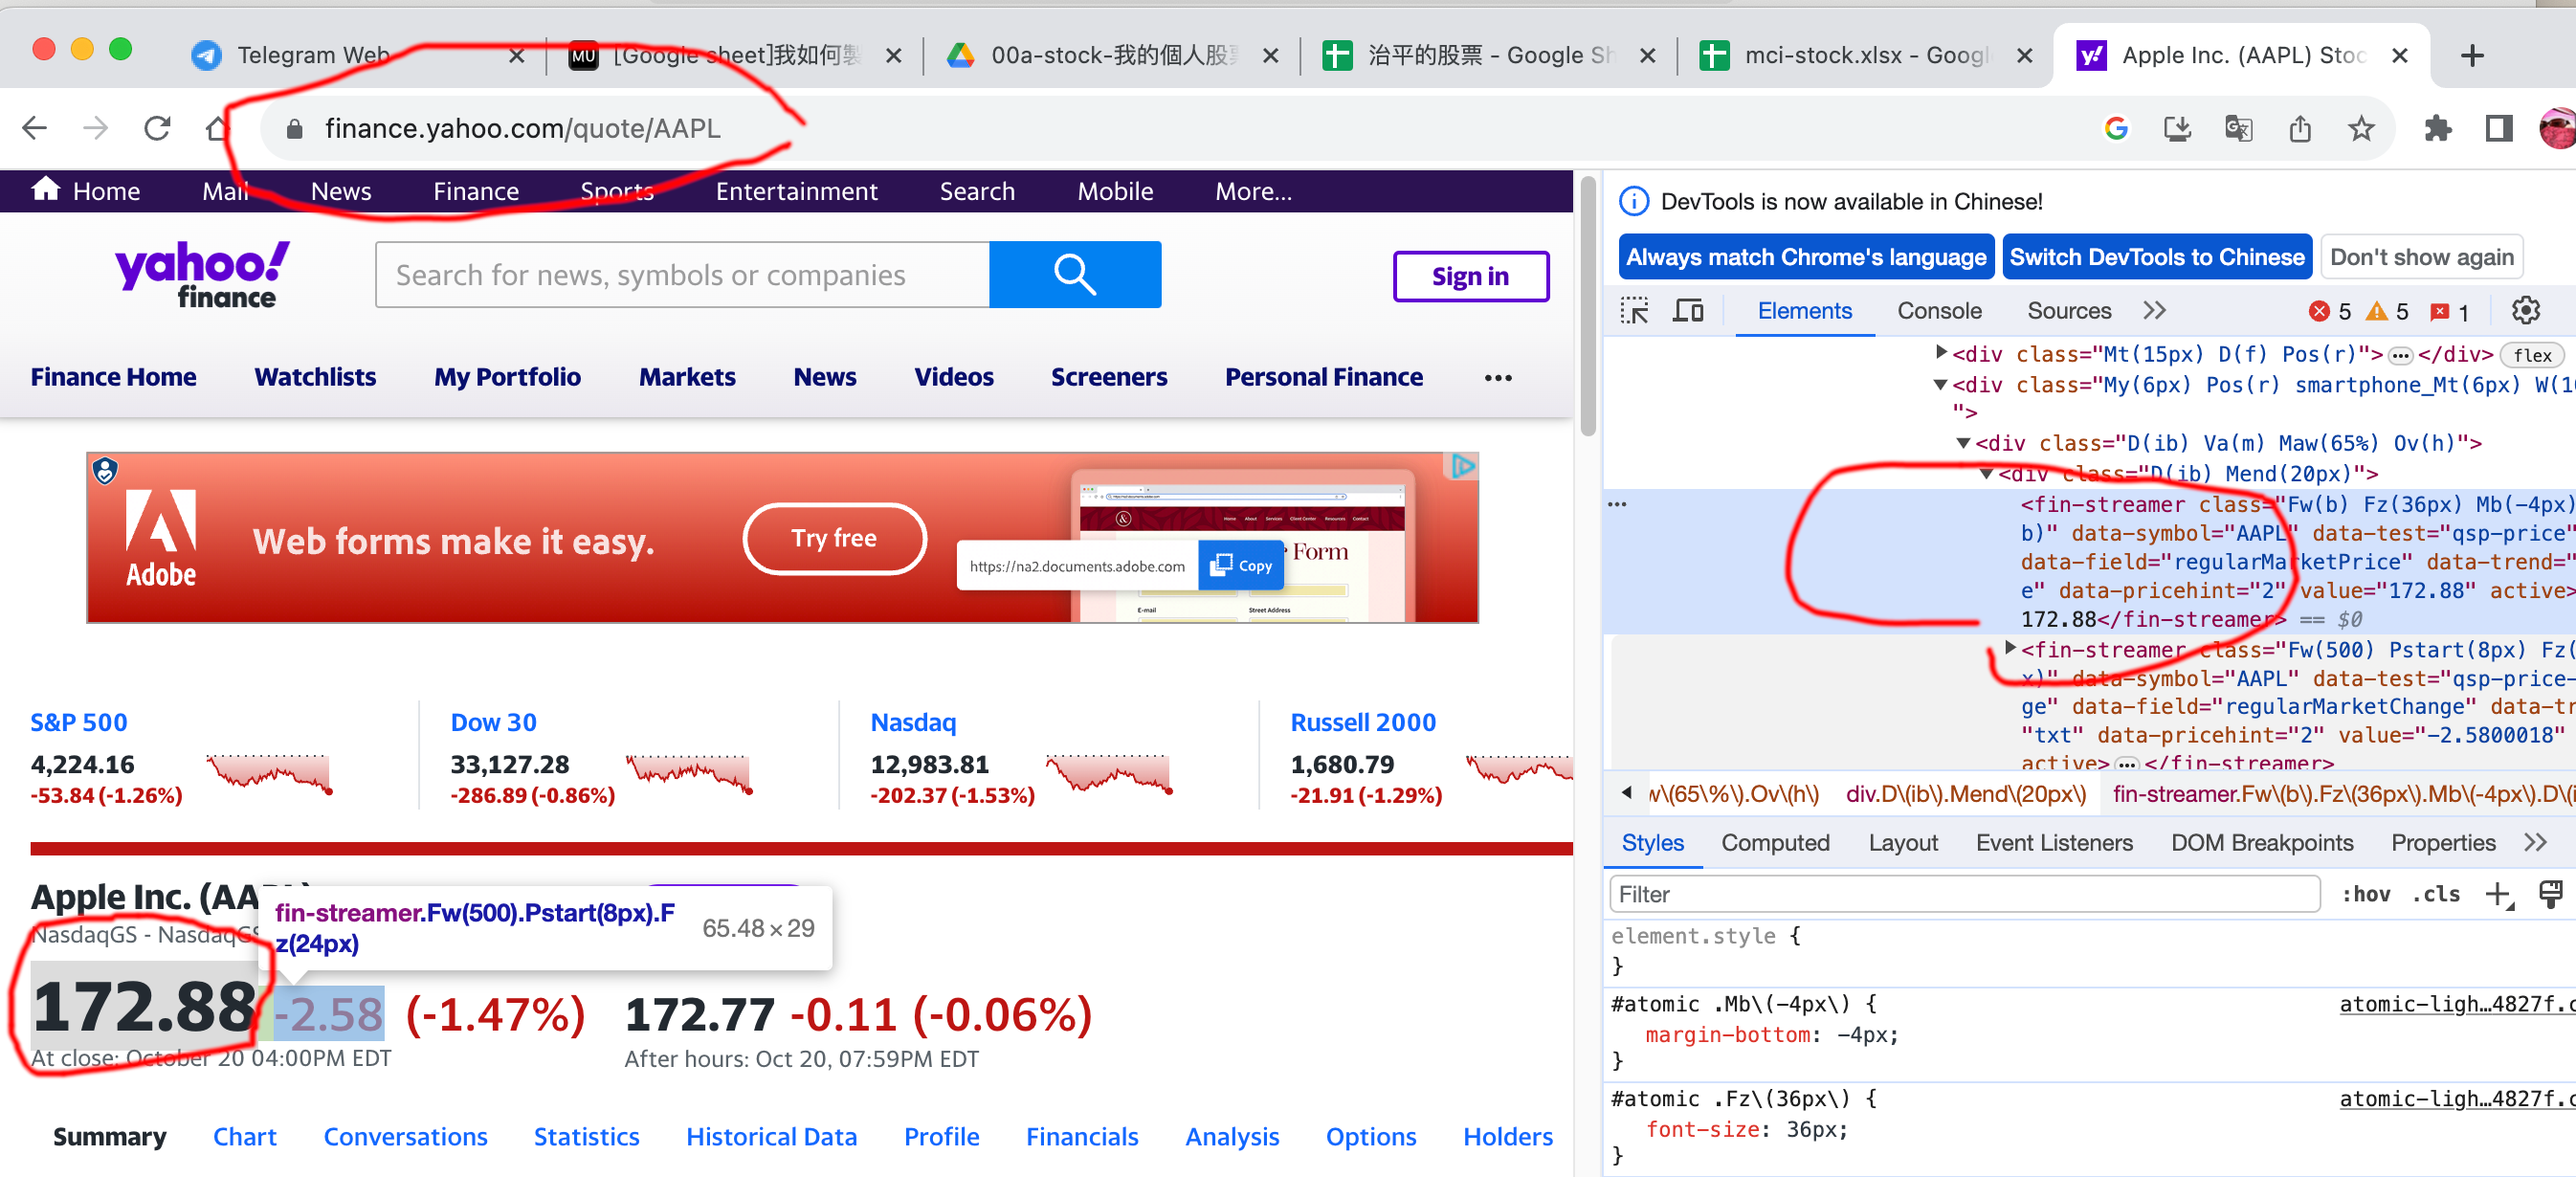 Telegram Web
MU [Google sheet]我如何製
00a-stock-我的個人股票
治平的股票 - Google Sh
mci-stock.xlsx - Google
y! Apple Inc. (AAPL) Stoc
finance.yahoo.com/quote/AAPL
Home Mail News Finance Sports Entertainment Search Mobile More...
yahoo!
finance
Search for news, symbols or companies
Sign in
Finance Home Watchlists My Portfolio Markets News Videos Screeners Personal Finance
Adobe
Web forms make it easy.
Try free
https://na2.documents.adobe.com
Copy
Form
E-mail Street Address
S&P 500
4,224.16
-53.84 (-1.26%)
Dow 30
33,127.28
-286.89 (-0.86%)
Nasdaq
12,983.81
-202.37 (-1.53%)
Russell 2000
1,680.79
-21.91 (-1.29%)
Apple Inc. (AAPL)
NasdaqGS - NasdaqGS
fin-streamer.Fw(500).Pstart(8px).F
z(24px)
65.48 × 29
172.88 -2.58 (-1.47%)
At close: October 20 04:00PM EDT
172.77 -0.11 (-0.06%)
After hours: Oct 20, 07:59PM EDT
Summary Chart Conversations Statistics Historical Data Profile Financials Analysis Options Holders
DevTools is now available in Chinese!
Always match Chrome's language Switch DevTools to Chinese Don't show again
Elements Console Sources 5 5 1
<div class="Mt(15px) D(f) Pos(r)">…</div> flex
<div class="My(6px) Pos(r) smartphone_Mt(6px) W(1
">
<div class="D(ib) Va(m) Maw(65%) Ov(h)">
<div class="D(ib) Mend(20px)">
<fin-streamer class="Fw(b) Fz(36px) Mb(-4px)
b)" data-symbol="AAPL" data-test="qsp-price"
data-field="regularMarketPrice" data-trend="
e" data-pricehint="2" value="172.88" active>
172.88</fin-streamer> == $0
<fin-streamer class="Fw(500) Pstart(8px) Fz(
x)" data-symbol="AAPL" data-test="qsp-price-
ge" data-field="regularMarketChange" data-tr
"txt" data-pricehint="2" value="-2.5800018"
active>…</fin-streamer>
w\(65\%\).Ov\(h\) div.D\(ib\).Mend\(20px\) fin-streamer.Fw\(b\).Fz\(36px\).Mb\(-4px\).D\(i
Styles Computed Layout Event Listeners DOM Breakpoints Properties
Filter :hov .cls
element.style {
}
#atomic .Mb\(-4px\) { atomic-ligh…4827f.c
margin-bottom: -4px;
}
#atomic .Fz\(36px\) { atomic-ligh…4827f.c
font-size: 36px;
}